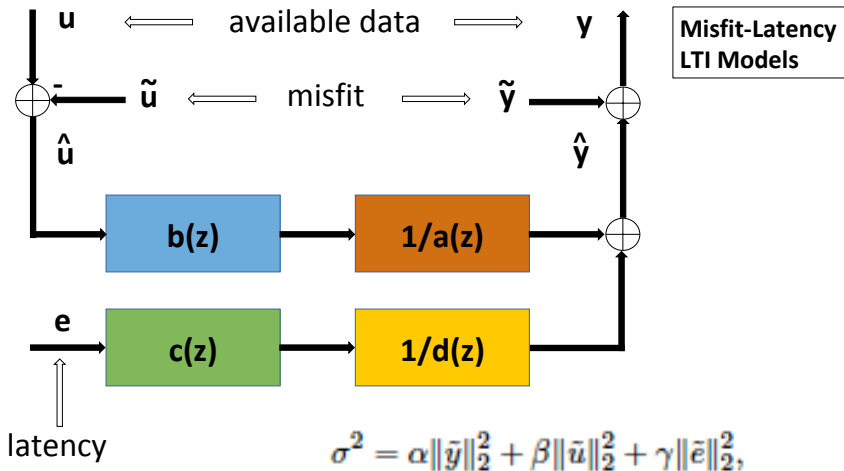 u available data y
Misfit-Latency
LTI Models
-
ũ misfit ỹ
û ŷ
b(z) 1/a(z)
e
c(z) 1/d(z)
latency
σ² = α‖ỹ‖₂² + β‖ũ‖₂² + γ‖ẽ‖₂²,